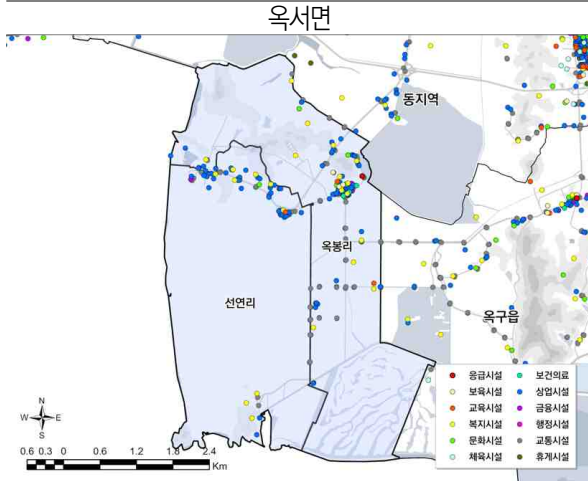 옥서면
동지역
옥봉리
선연리
옥구읍
응급시설 보건의료
보육시설 상업시설
교육시설 금융시설
복지시설 행정시설
문화시설 교통시설
체육시설 휴게시설
N
W E
S
0.6 0.3 0 0.6 1.2 1.8 2.4
Km